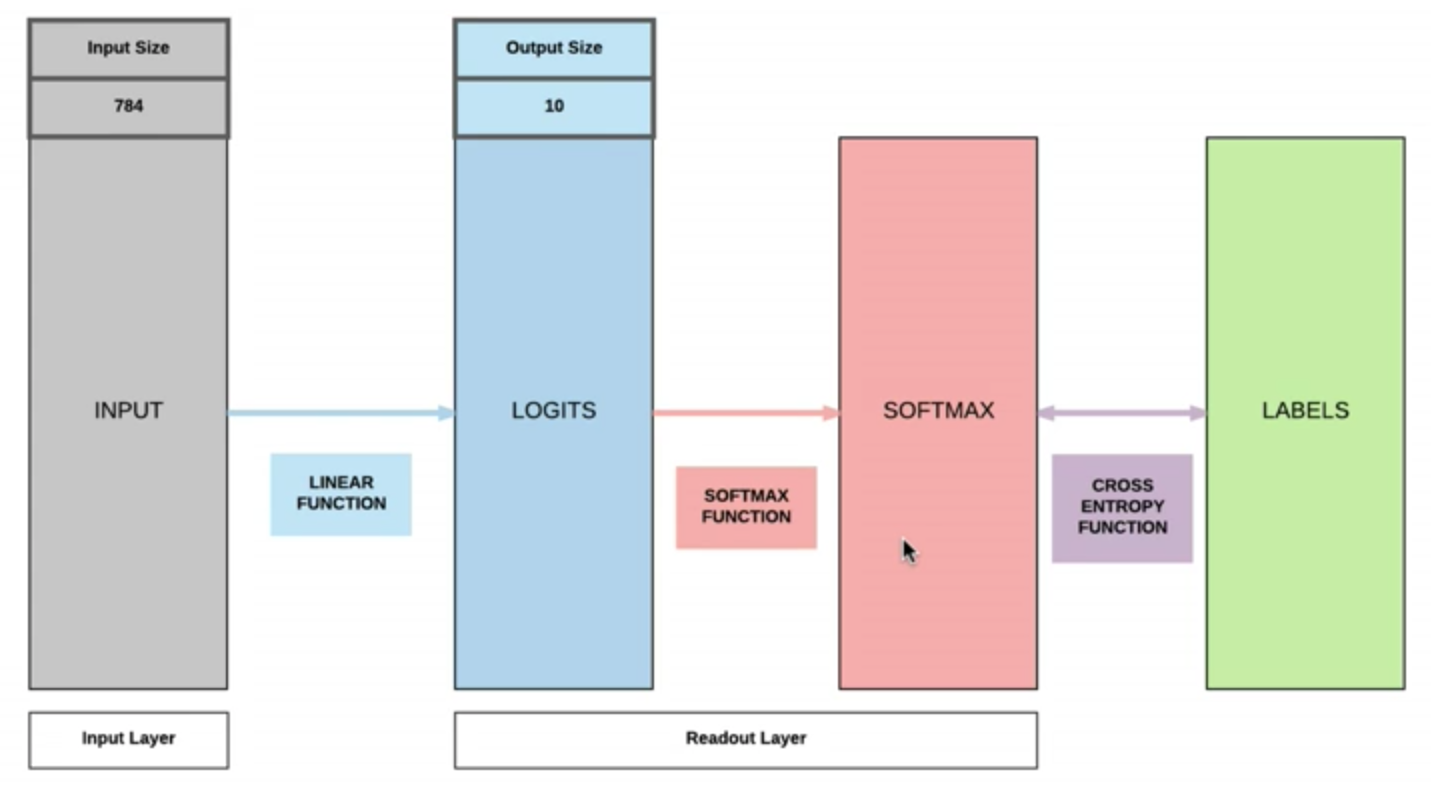 Input Size
784
INPUT
Input Layer
LINEAR
FUNCTION
Output Size
10
LOGITS
SOFTMAX
FUNCTION
SOFTMAX
Readout Layer
CROSS
ENTROPY
FUNCTION
LABELS